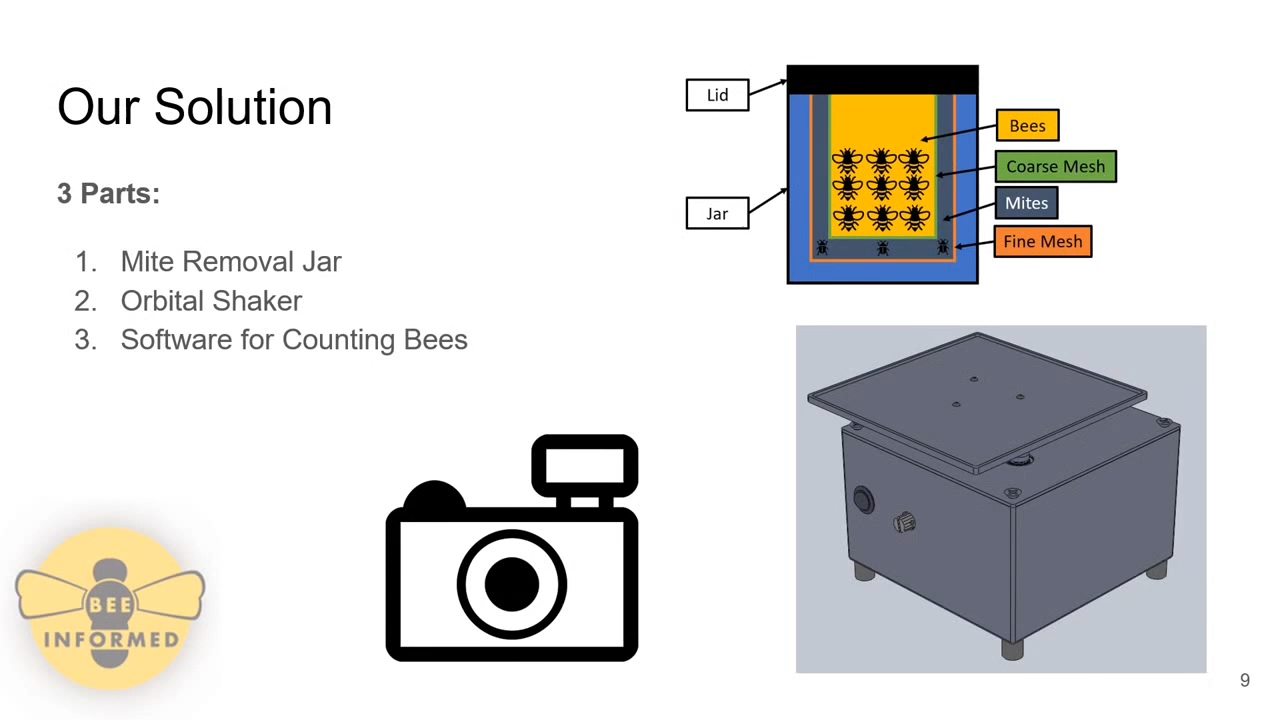 Our Solution
3 Parts:
1. Mite Removal Jar
2. Orbital Shaker
3. Software for Counting Bees
Lid
Jar
Bees
Coarse Mesh
Mites
Fine Mesh
BEE
INFORMED
9